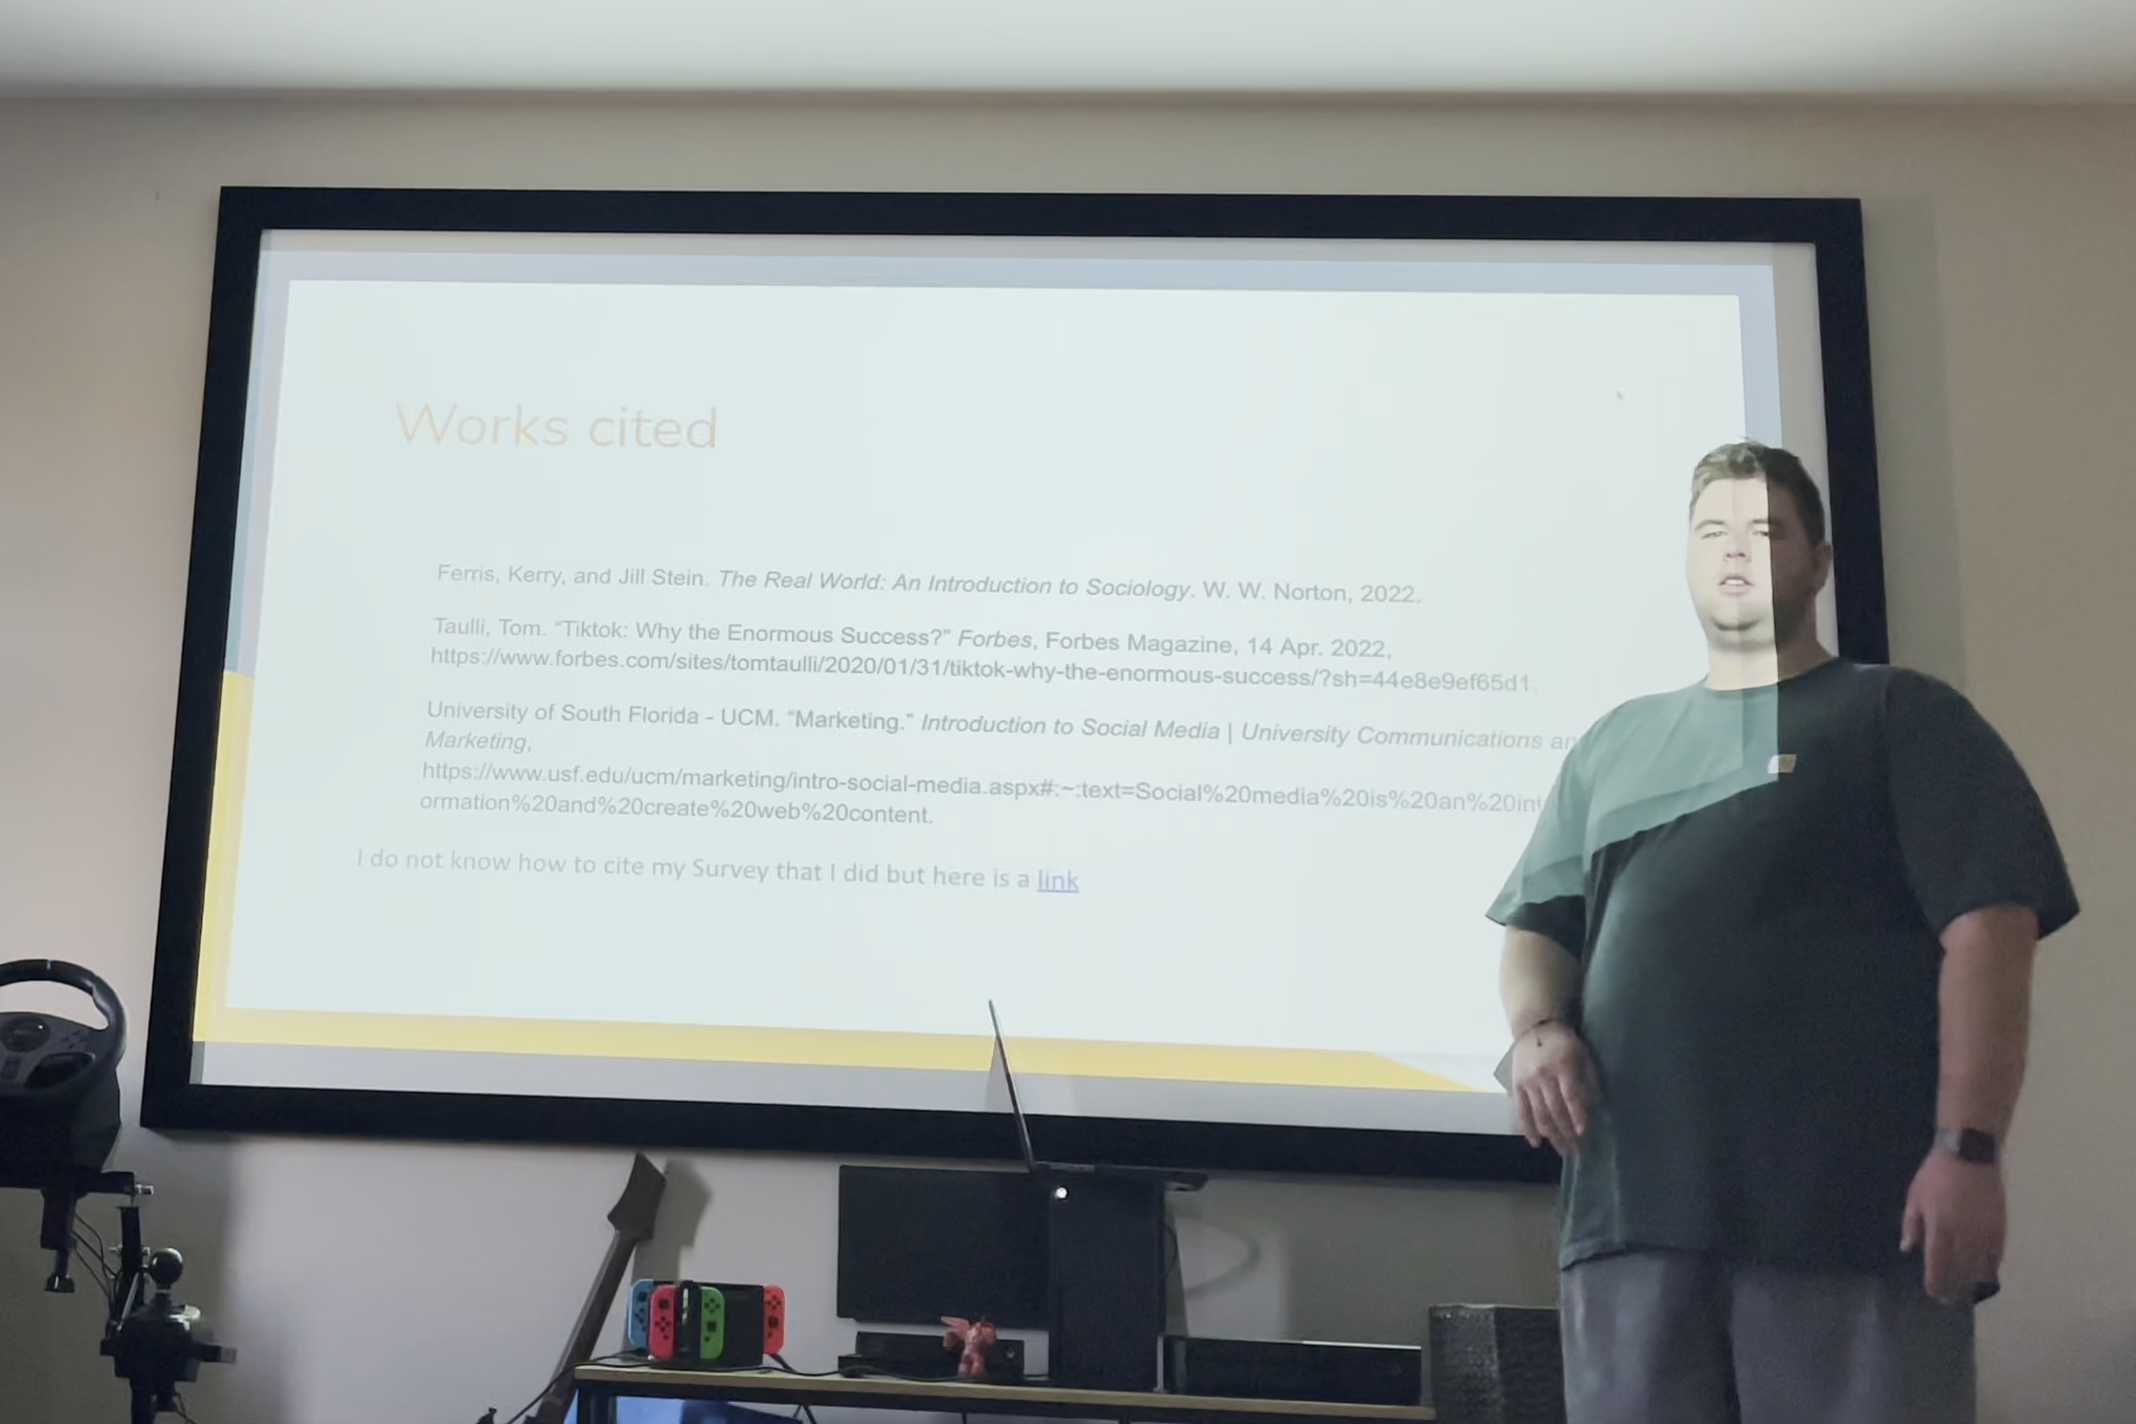 Works cited
Ferris, Kerry, and Jill Stein. The Real World: An Introduction to Sociology. W. W. Norton, 2022.
Taulli, Tom. “Tiktok: Why the Enormous Success?” Forbes, Forbes Magazine, 14 Apr. 2022,
https://www.forbes.com/sites/tomtaulli/2020/01/31/tiktok-why-the-enormous-success/?sh=44e8e9ef65d1.
University of South Florida - UCM. “Marketing.” Introduction to Social Media | University Communications an
Marketing,
https://www.usf.edu/ucm/marketing/intro-social-media.aspx#:~:text=Social%20media%20is%20an%20in
ormation%20and%20create%20web%20content.
I do not know how to cite my Survey that I did but here is a link